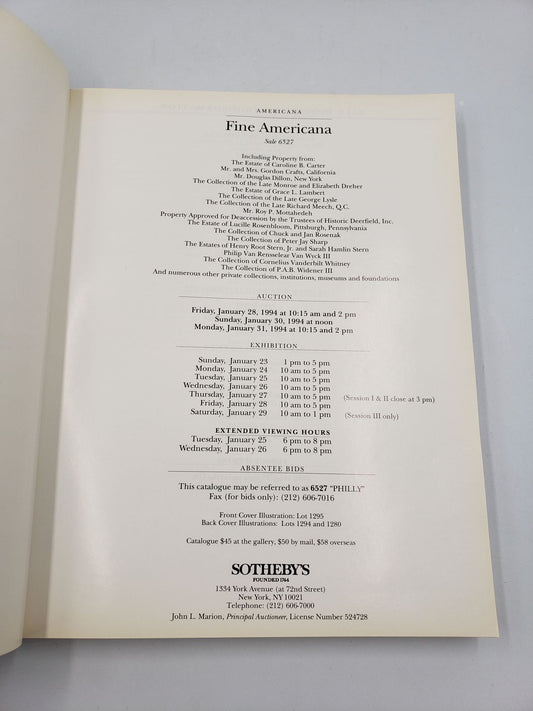 AMERICANA
Fine Americana
Sale 6527
Including Property from:
The Estate of Caroline B. Carter
Mr. and Mrs. Gordon Crafts, California
Mr. Douglas Dillon, New York
The Collection of the Late Monroe and Elizabeth Dreher
The Estate of Grace L. Lambert
The Collection of the Late George Lysle
The Collection of the Late Richard Meech, Q.C.
Mr. Roy P. Mottahedeh
Property Approved for Deaccession by the Trustees of Historic Deerfield, Inc.
The Estate of Lucille Rosenbloom, Pittsburgh, Pennsylvania
The Collection of Chuck and Jan Rosenak
The Collection of Peter Jay Sharp
The Estates of Henry Root Stern, Jr. and Sarah Hamlin Stern
Philip Van Rensselear Van Wyck III
The Collection of Cornelius Vanderbilt Whitney
The Collection of P.A.B. Widener III
And numerous other private collections, institutions, museums and foundations
AUCTION
Friday, January 28, 1994 at 10:15 am and 2 pm
Sunday, January 30, 1994 at noon
Monday, January 31, 1994 at 10:15 and 2 pm
EXHIBITION
Sunday, January 23 1 pm to 5 pm
Monday, January 24 10 am to 5 pm
Tuesday, January 25 10 am to 5 pm
Wednesday, January 26 10 am to 5 pm
Thursday, January 27 10 am to 5 pm (Session I & II close at 3 pm)
Friday, January 28 10 am to 5 pm
Saturday, January 29 10 am to 1 pm (Session III only)
EXTENDED VIEWING HOURS
Tuesday, January 25 6 pm to 8 pm
Wednesday, January 26 6 pm to 8 pm
ABSENTEE BIDS
This catalogue may be referred to as 6527 "PHILLY"
Fax (for bids only): (212) 606-7016
Front Cover Illustration: Lot 1295
Back Cover Illustrations: Lots 1294 and 1280
Catalogue $45 at the gallery, $50 by mail, $58 overseas
SOTHEBY'S
FOUNDED 1744
1334 York Avenue (at 72nd Street)
New York, NY 10021
Telephone: (212) 606-7000
John L. Marion, Principal Auctioneer, License Number 524728